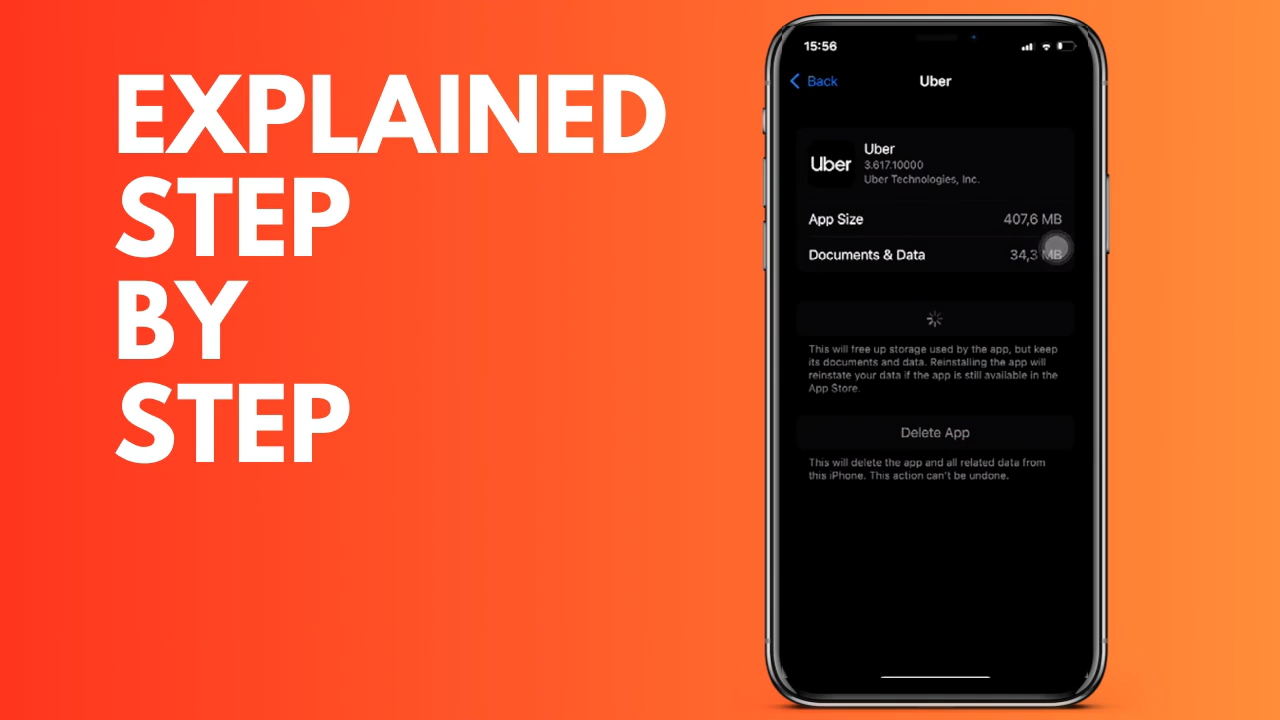 EXPLAINED
STEP
BY
STEP
15:56
Back
Uber
Uber
Uber
3.617.10000
Uber Technologies, Inc.
App Size 407,6 MB
Documents & Data 34,3 MB
This will free up storage used by the app, but keep
its documents and data. Reinstalling the app will
reinstate your data if the app is still available in the
App Store.
Delete App
This will delete the app and all related data from
this iPhone. This action can't be undone.